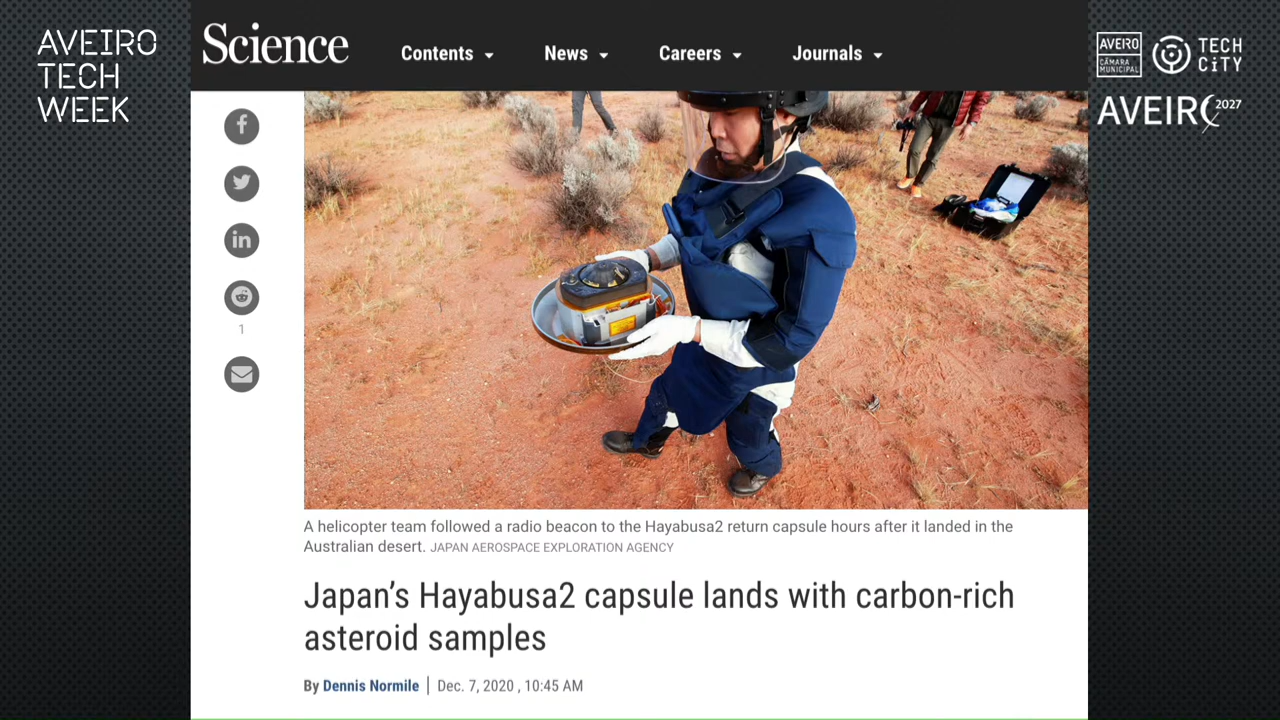 AVEIRO
TECH
WEEK
Science
Contents
News
Careers
Journals
AVEIRO
CÂMARA
MUNICIPAL
TECH
CiTY
AVEIRO 2027
1
A helicopter team followed a radio beacon to the Hayabusa2 return capsule hours after it landed in the
Australian desert. JAPAN AEROSPACE EXPLORATION AGENCY
Japan’s Hayabusa2 capsule lands with carbon-rich
asteroid samples
By Dennis Normile | Dec. 7, 2020 , 10:45 AM